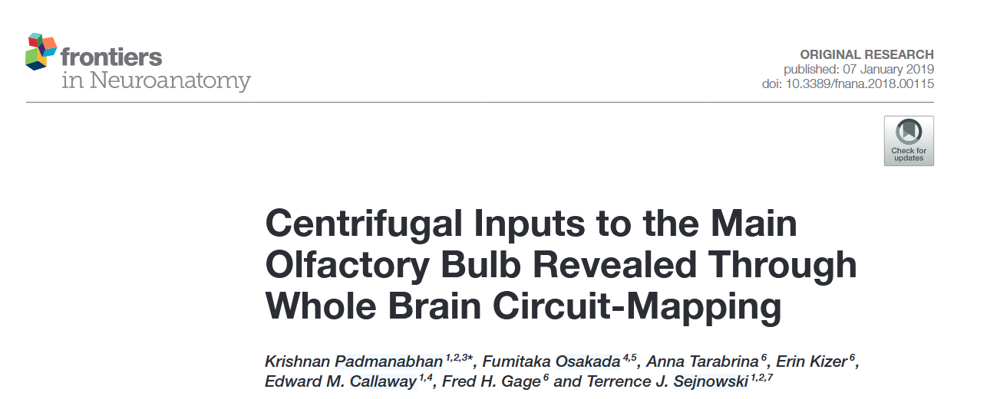 frontiers
in Neuroanatomy
ORIGINAL RESEARCH
published: 07 January 2019
doi: 10.3389/fnana.2018.00115
Check for
updates
Centrifugal Inputs to the Main
Olfactory Bulb Revealed Through
Whole Brain Circuit-Mapping
Krishnan Padmanabhan 1,2,3*, Fumitaka Osakada 4,5, Anna Tarabrina 6, Erin Kizer 6,
Edward M. Callaway 1,4, Fred H. Gage 6 and Terrence J. Sejnowski 1,2,7